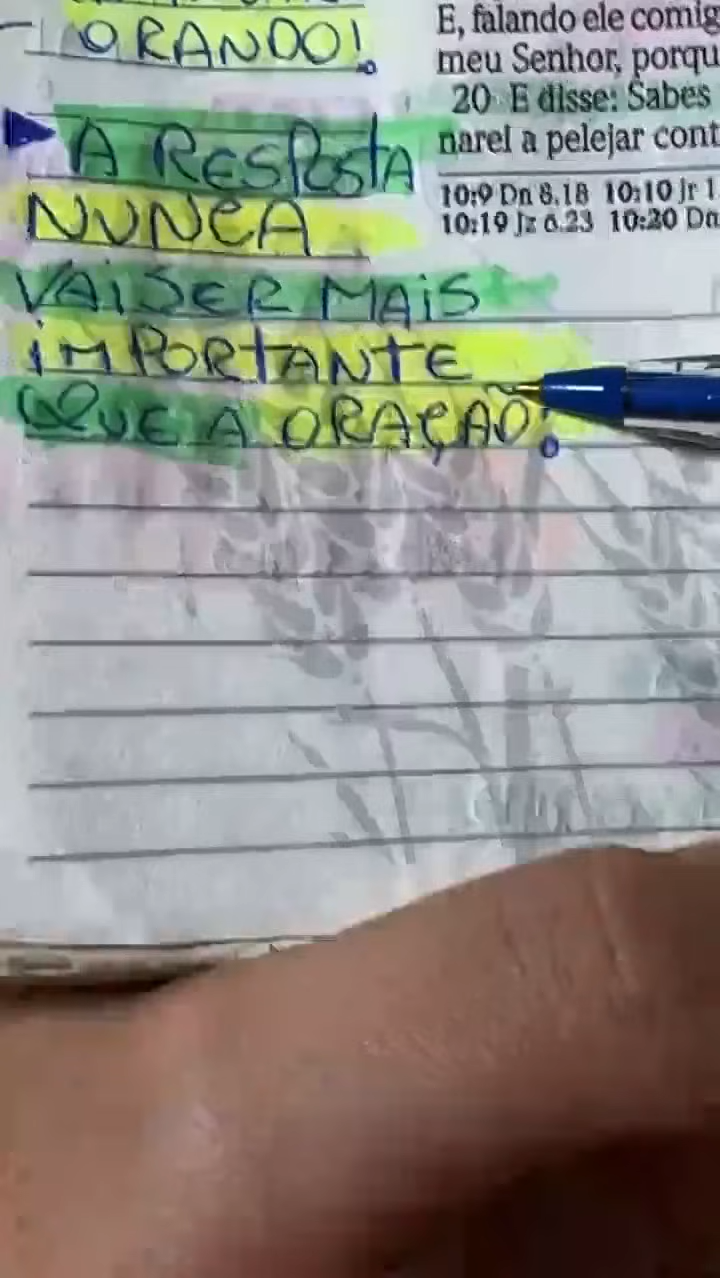 ORANDO!
A RESPOSTA
NUNCA
VAI SER MAIS
IMPORTANTE
QUE A ORAÇÃO!
E, falando ele comig
meu Senhor, porqu
20 E disse: Sabes
narei a pelejar cont
10:9 Dn 8.18 10:10 Jr 1
10:19 Jz 6.23 10:20 Dn